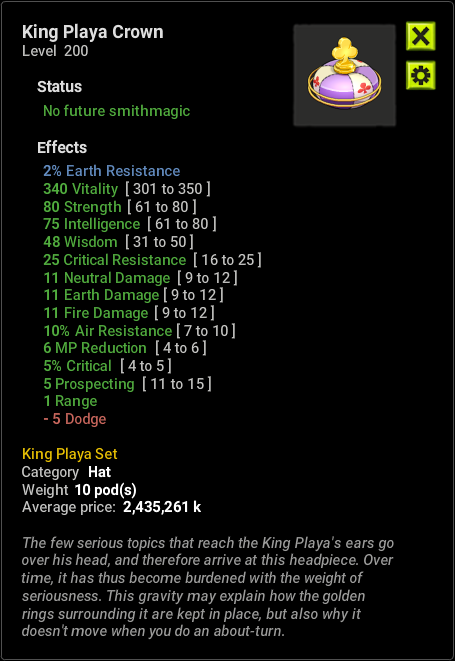 King Playa Crown
Level 200
Status
No future smithmagic
Effects
2% Earth Resistance
340 Vitality [ 301 to 350 ]
80 Strength [ 61 to 80 ]
75 Intelligence [ 61 to 80 ]
48 Wisdom [ 31 to 50 ]
25 Critical Resistance [ 16 to 25 ]
11 Neutral Damage [ 9 to 12 ]
11 Earth Damage [ 9 to 12 ]
11 Fire Damage [ 9 to 12 ]
10% Air Resistance [ 7 to 10 ]
6 MP Reduction [ 4 to 6 ]
5% Critical [ 4 to 5 ]
5 Prospecting [ 11 to 15 ]
1 Range
- 5 Dodge
King Playa Set
Category Hat
Weight 10 pod(s)
Average price: 2,435,261 k
The few serious topics that reach the King Playa's ears go
over his head, and therefore arrive at this headpiece. Over
time, it has thus become burdened with the weight of
seriousness. This gravity may explain how the golden
rings surrounding it are kept in place, but also why it
doesn't move when you do an about-turn.